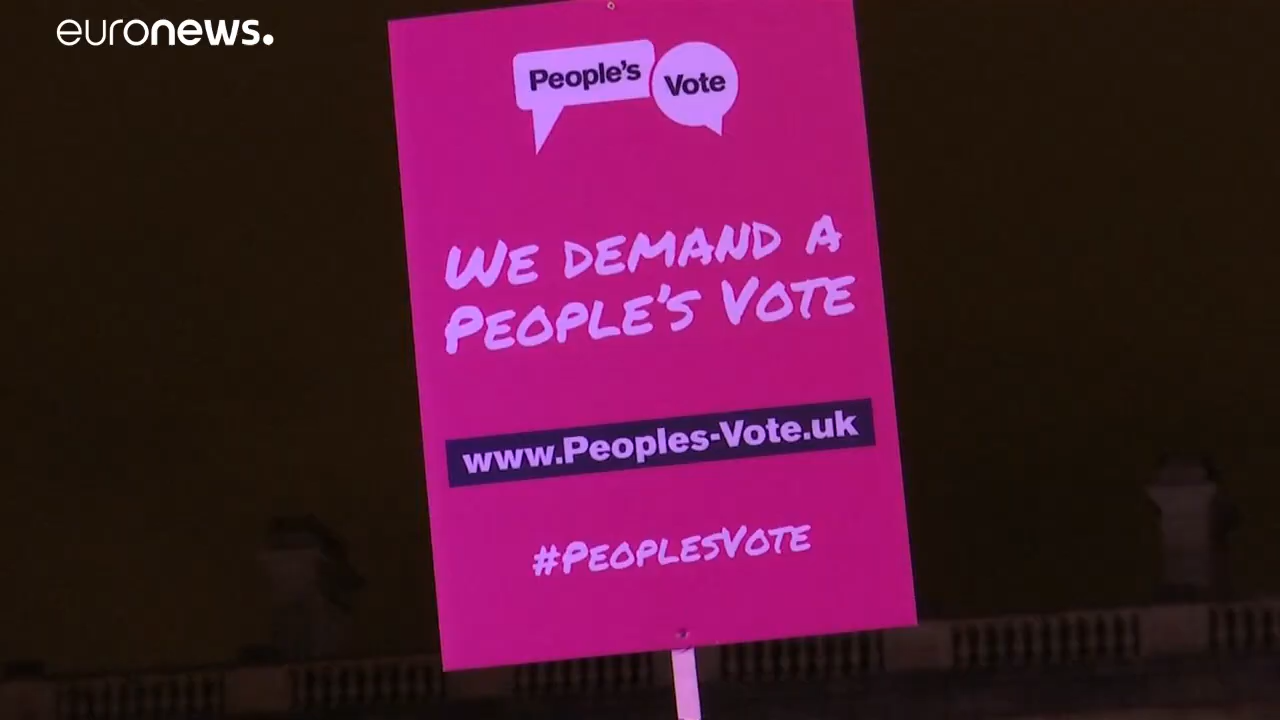 euronews.
People's Vote
WE DEMAND A
PEOPLE'S VOTE
www.Peoples-Vote.uk
#PEOPLESVOTE